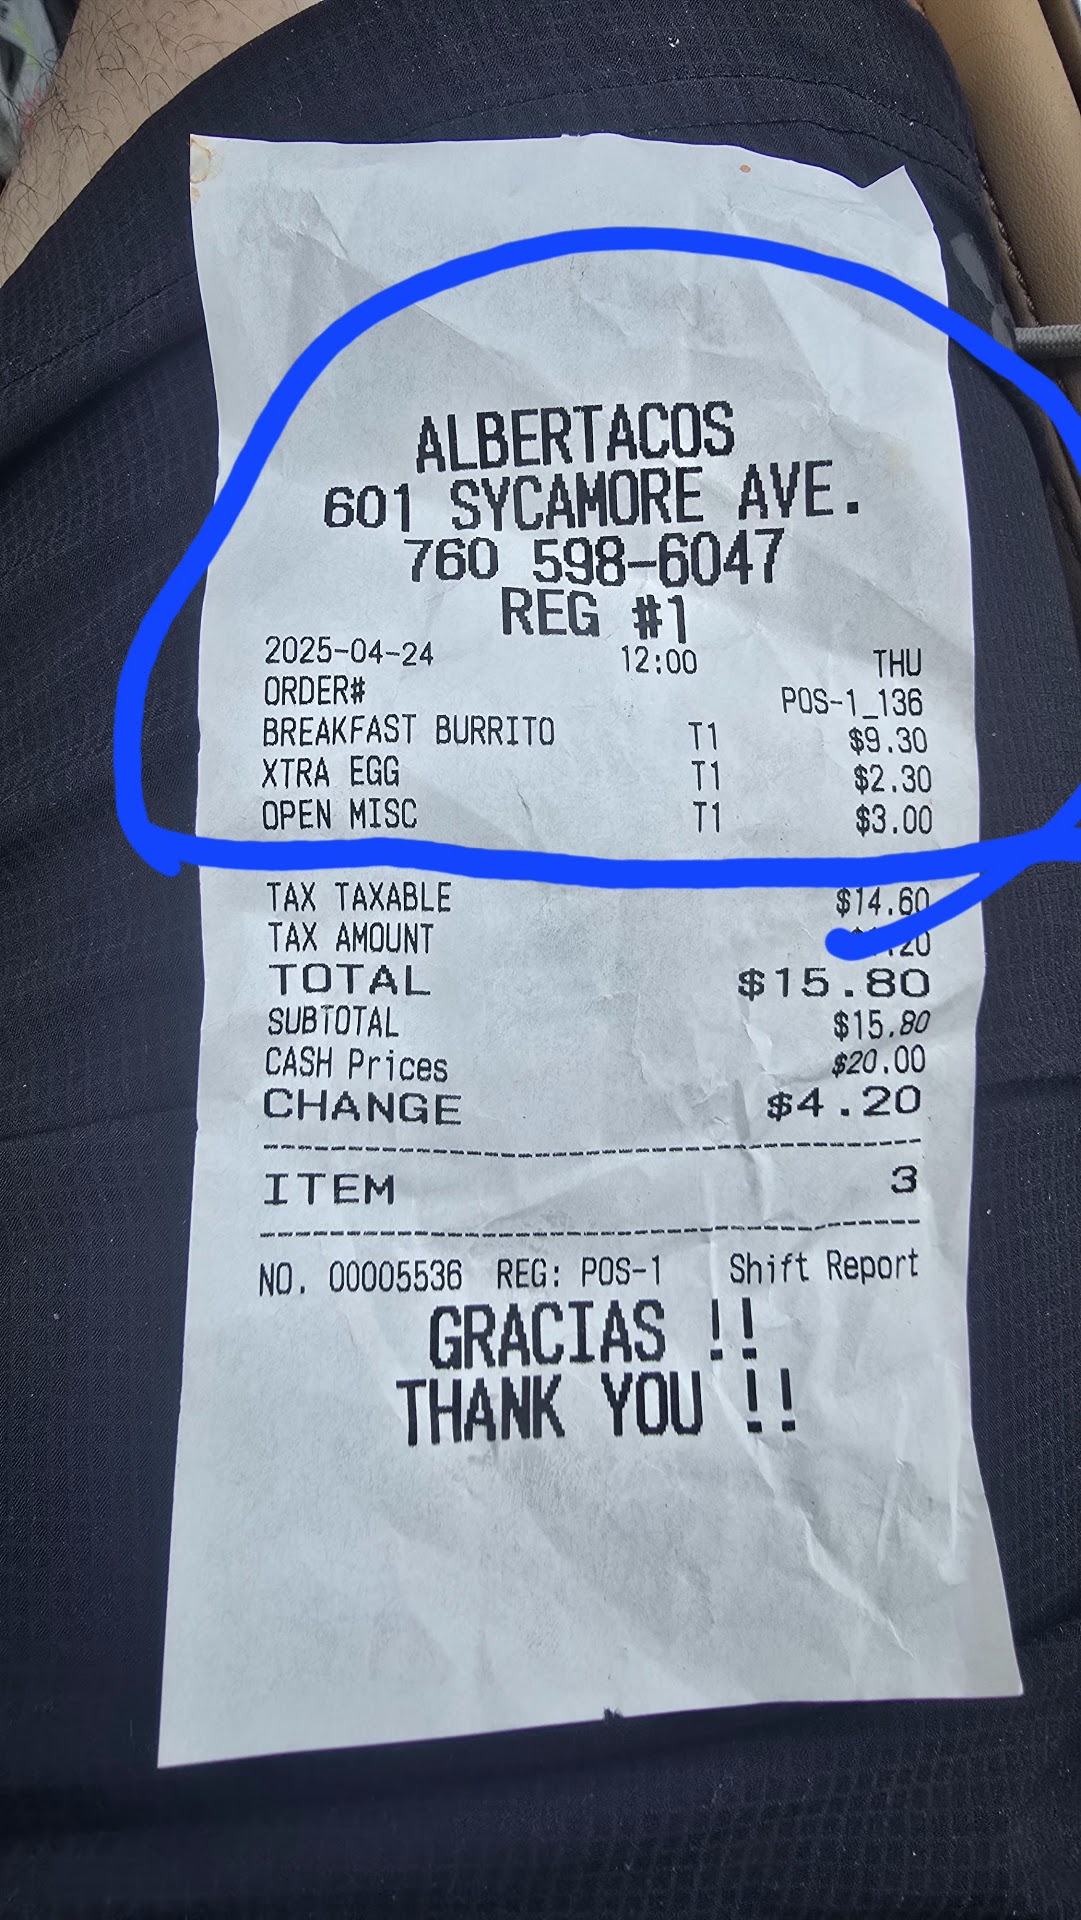 ALBERTACOS
601 SYCAMORE AVE.
760 598-6047
REG #1
2025-04-24 12:00 THU
ORDER# POS-1_136
BREAKFAST BURRITO T1 $9.30
XTRA EGG T1 $2.30
OPEN MISC T1 $3.00
TAX TAXABLE $14.60
TAX AMOUNT
TOTAL $15.80
SUBTOTAL $15.80
CASH Prices $20.00
CHANGE $4.20
ITEM 3
NO. 00005536 REG: POS-1 Shift Report
GRACIAS !!
THANK YOU !!